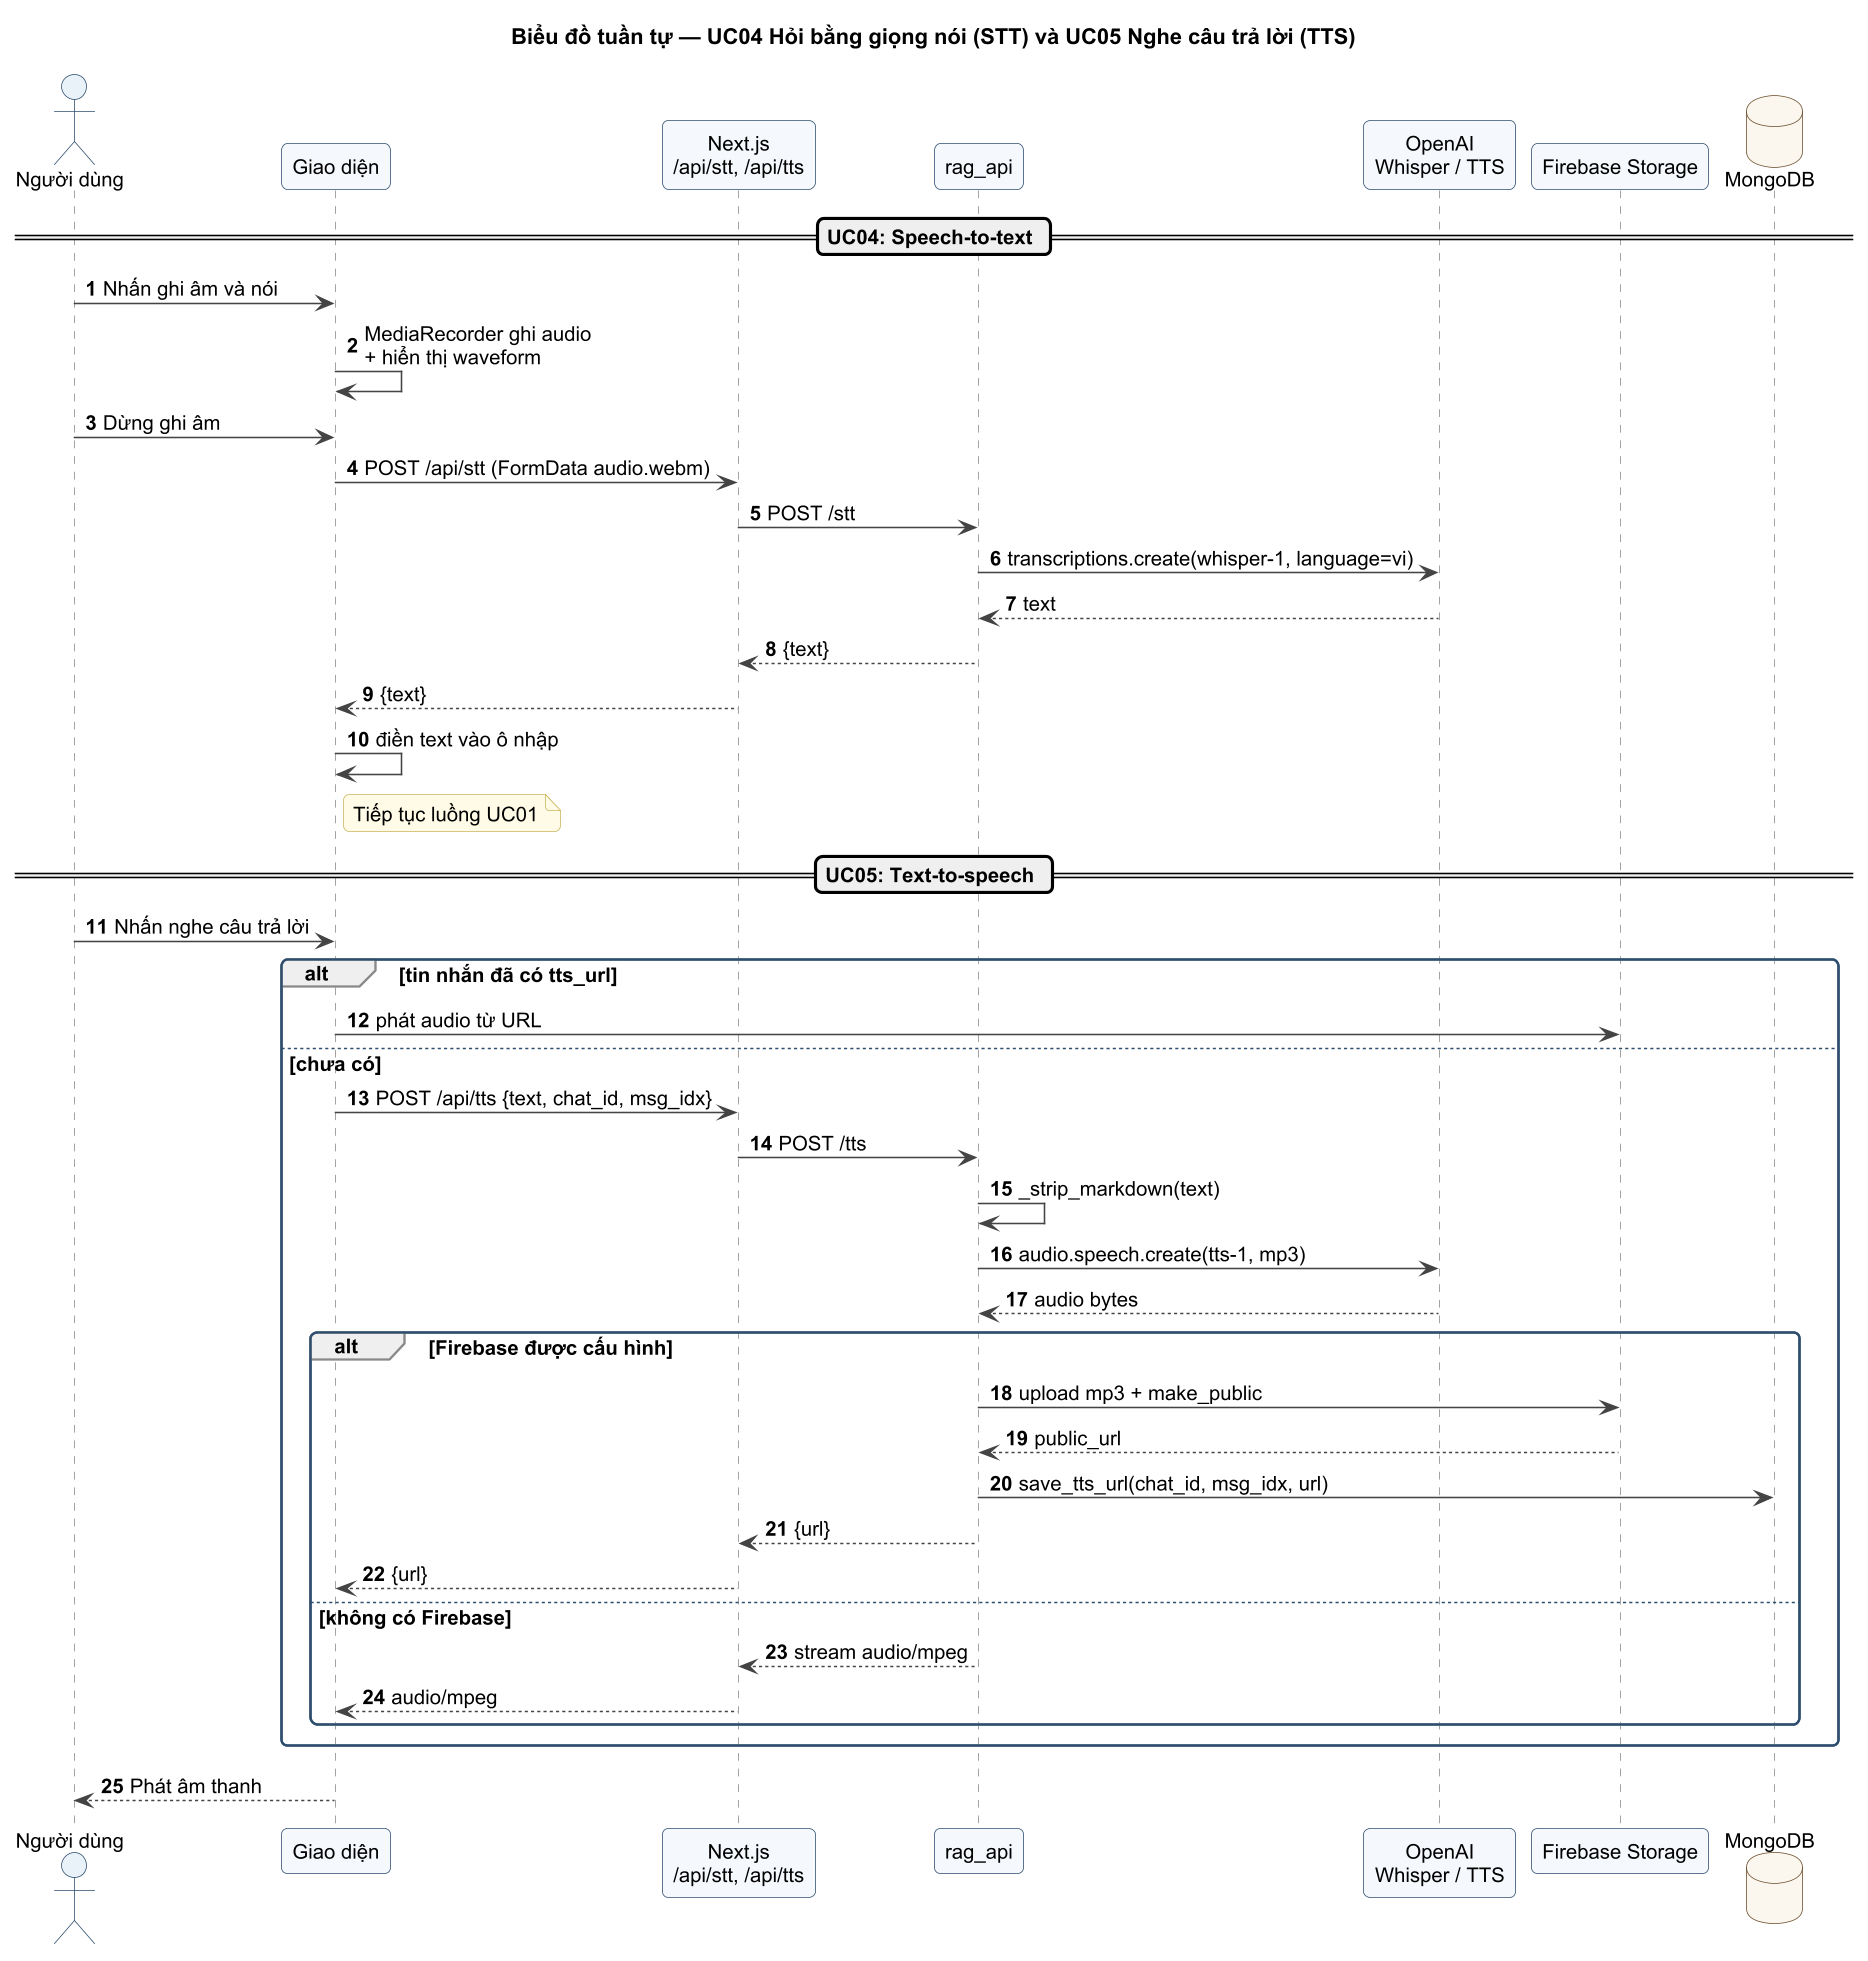 Biểu đồ tuần tự — UC04 Hỏi bằng giọng nói (STT) và UC05 Nghe câu trả lời (TTS)
Người dùng
Giao diện
Next.js
/api/stt, /api/tts
rag_api
OpenAI
Whisper / TTS
Firebase Storage
MongoDB
UC04: Speech-to-text
1 Nhấn ghi âm và nói
2 MediaRecorder ghi audio
+ hiển thị waveform
3 Dừng ghi âm
4 POST /api/stt (FormData audio.webm)
5 POST /stt
6 transcriptions.create(whisper-1, language=vi)
7 text
8 {text}
9 {text}
10 điền text vào ô nhập
Tiếp tục luồng UC01
UC05: Text-to-speech
11 Nhấn nghe câu trả lời
alt [tin nhắn đã có tts_url]
12 phát audio từ URL
[chưa có]
13 POST /api/tts {text, chat_id, msg_idx}
14 POST /tts
15 _strip_markdown(text)
16 audio.speech.create(tts-1, mp3)
17 audio bytes
alt [Firebase được cấu hình]
18 upload mp3 + make_public
19 public_url
20 save_tts_url(chat_id, msg_idx, url)
21 {url}
22 {url}
[không có Firebase]
23 stream audio/mpeg
24 audio/mpeg
25 Phát âm thanh
Người dùng
Giao diện
Next.js
/api/stt, /api/tts
rag_api
OpenAI
Whisper / TTS
Firebase Storage
MongoDB